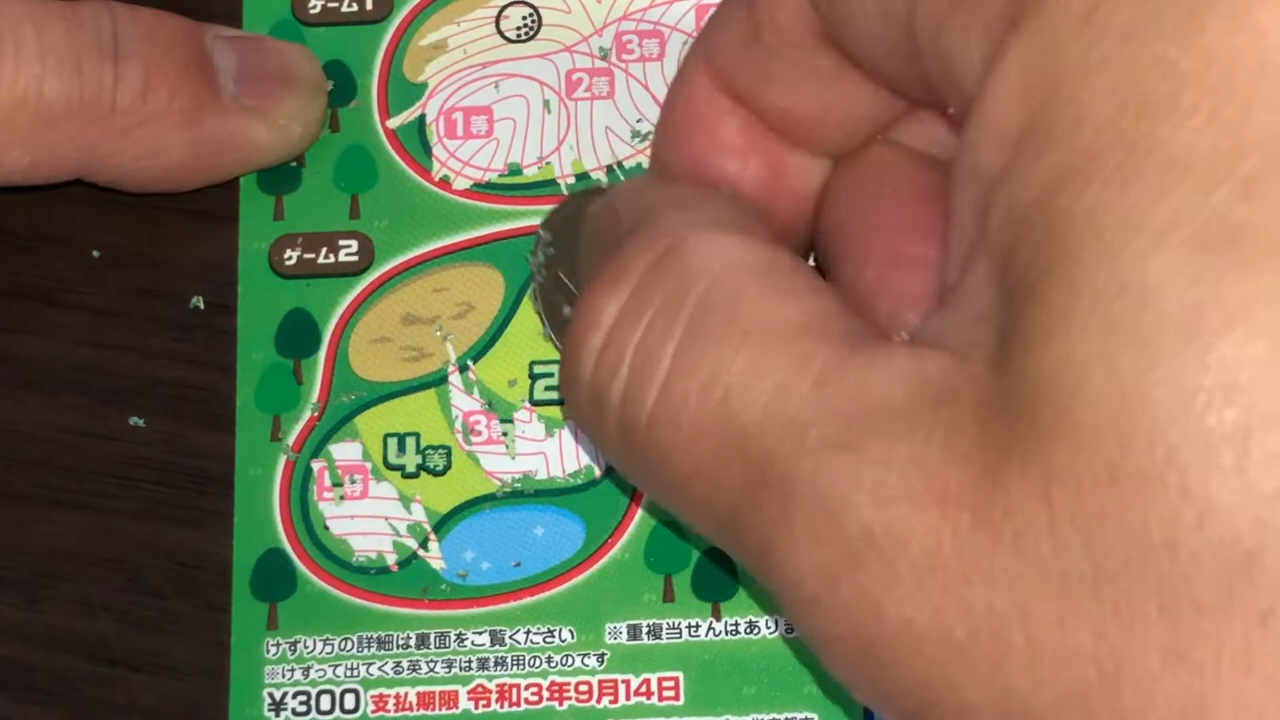 ゲーム1
3等
2等
1等
ゲーム2
2
3等
4等
等
けずり方の詳細は裏面をご覧ください ※重複当せんはありま
※けずって出てくる英文字は業務用のものです
¥300 支払期限 令和3年9月14日